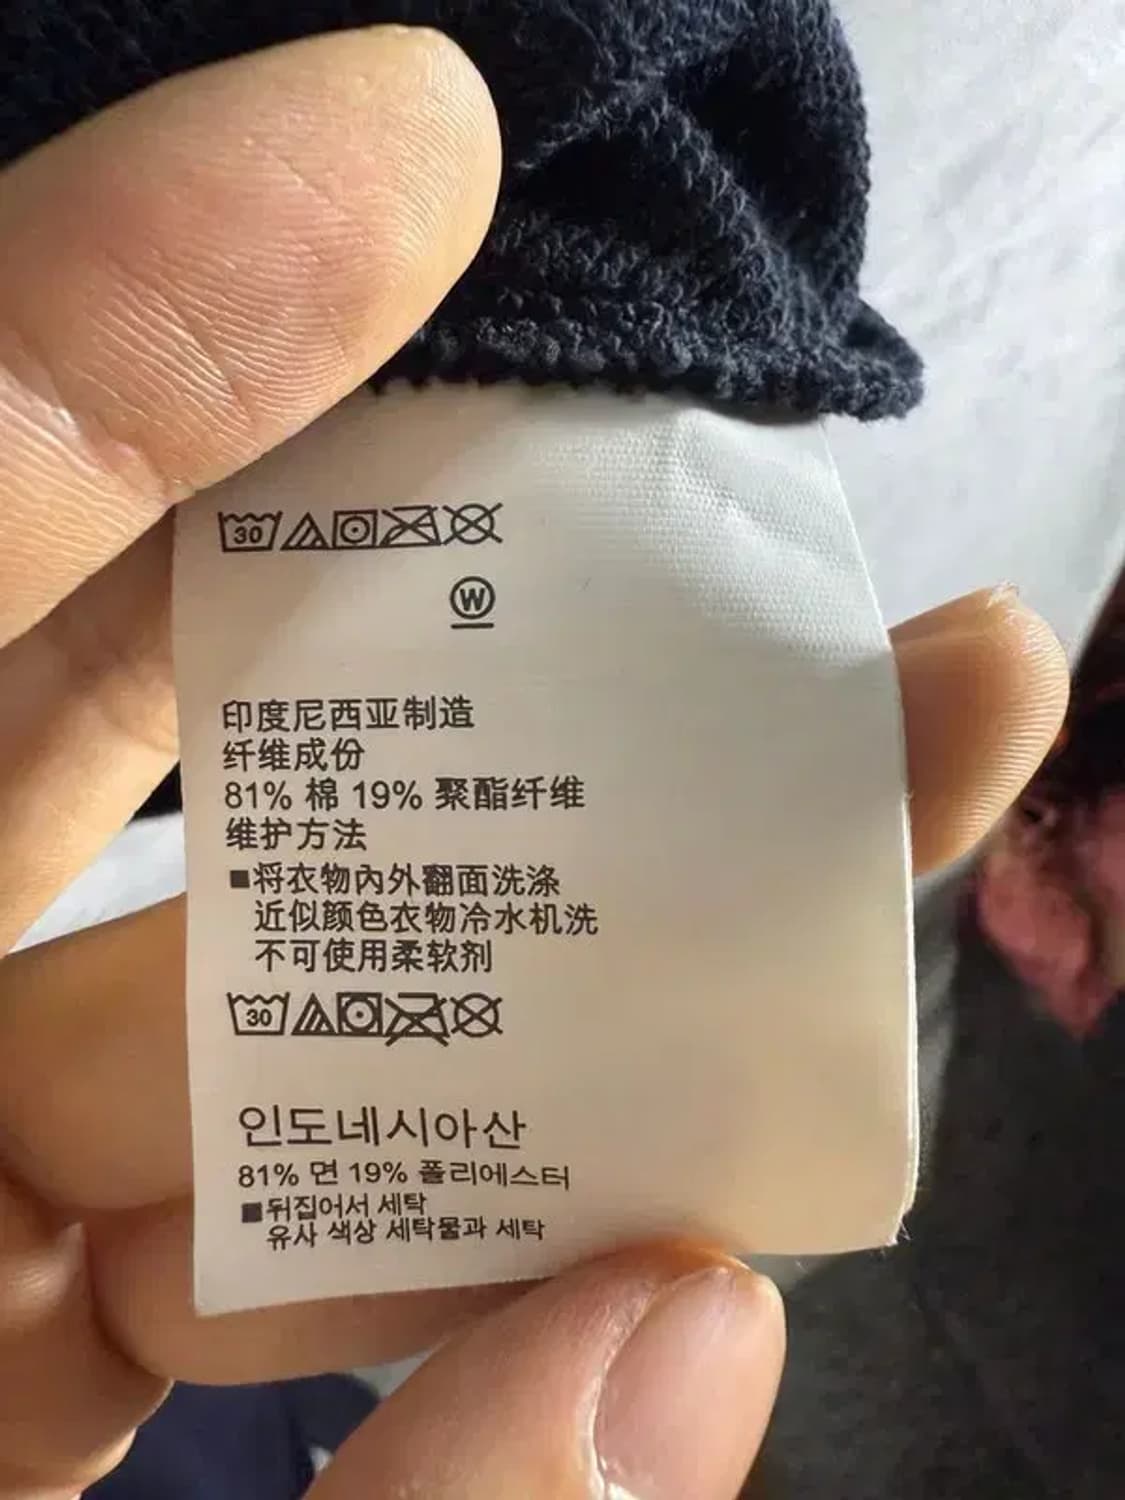 30
W
印度尼西亚制造
纤维成份
81% 棉 19% 聚酯纤维
维护方法
■将衣物內外翻面洗涤
近似颜色衣物冷水机洗
不可使用柔软剂
30
인도네시아산
81% 면 19% 폴리에스터
■뒤집어서 세탁
유사 색상 세탁물과 세탁